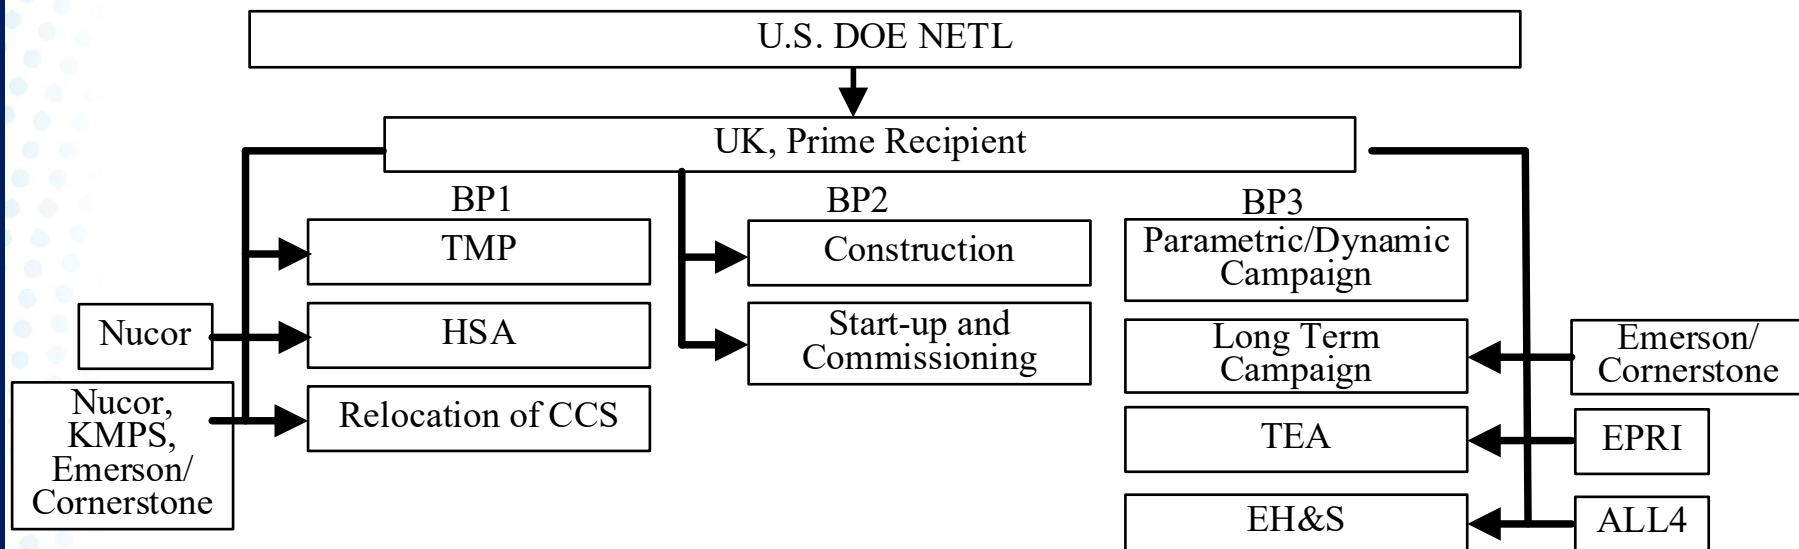 U.S. DOE NETL
UK, Prime Recipient
BP1
TMP
HSA
Relocation of CCS
Nucor
Nucor,
KMPS,
Emerson/
Cornerstone
BP2
Construction
Start-up and
Commissioning
BP3
Parametric/Dynamic
Campaign
Long Term
Campaign
TEA
EH&S
Emerson/
Cornerstone
EPRI
ALL4